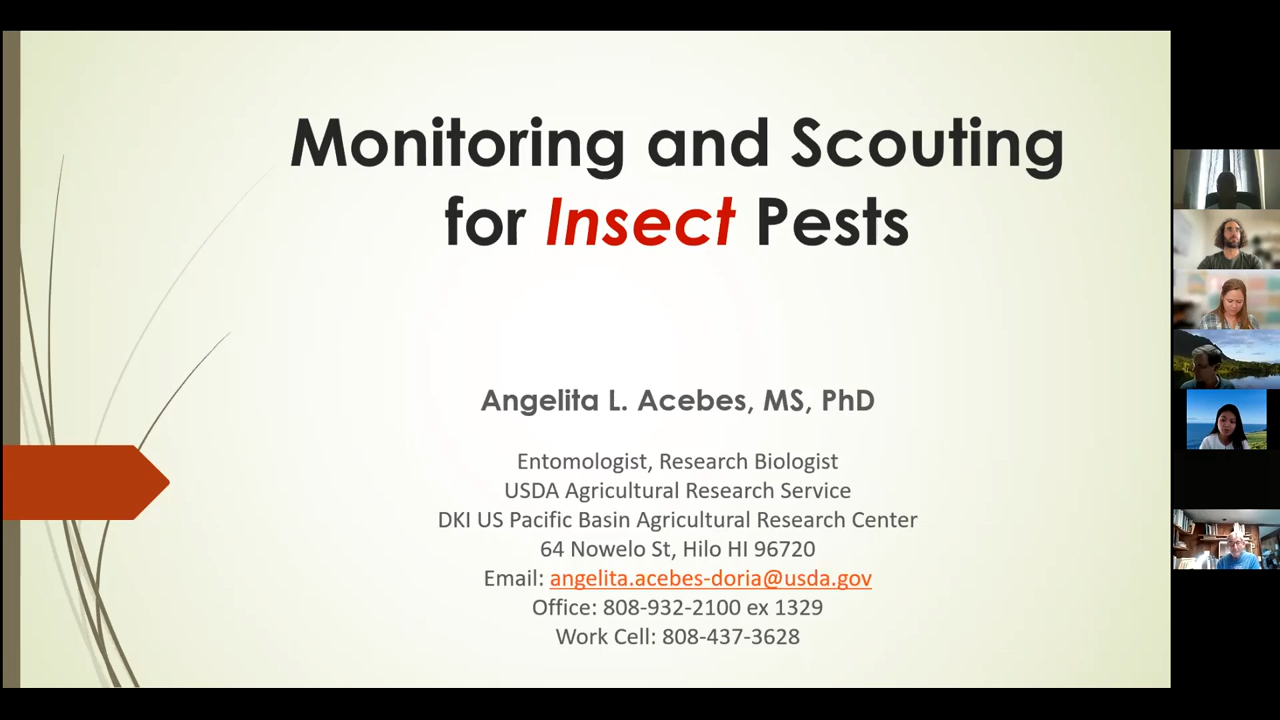 Monitoring and Scouting
for Insect Pests
Angelita L. Acebes, MS, PhD
Entomologist, Research Biologist
USDA Agricultural Research Service
DKI US Pacific Basin Agricultural Research Center
64 Nowelo St, Hilo HI 96720
Email: angelita.acebes-doria@usda.gov
Office: 808-932-2100 ex 1329
Work Cell: 808-437-3628